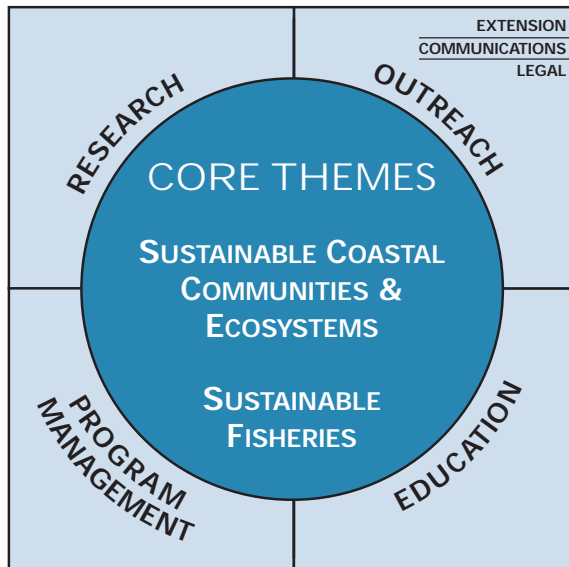 RESEARCH
OUTREACH
EXTENSION
COMMUNICATIONS
LEGAL
CORE THEMES
SUSTAINABLE COASTAL
COMMUNITIES &
ECOSYSTEMS
SUSTAINABLE
FISHERIES
PROGRAM
MANAGEMENT
EDUCATION